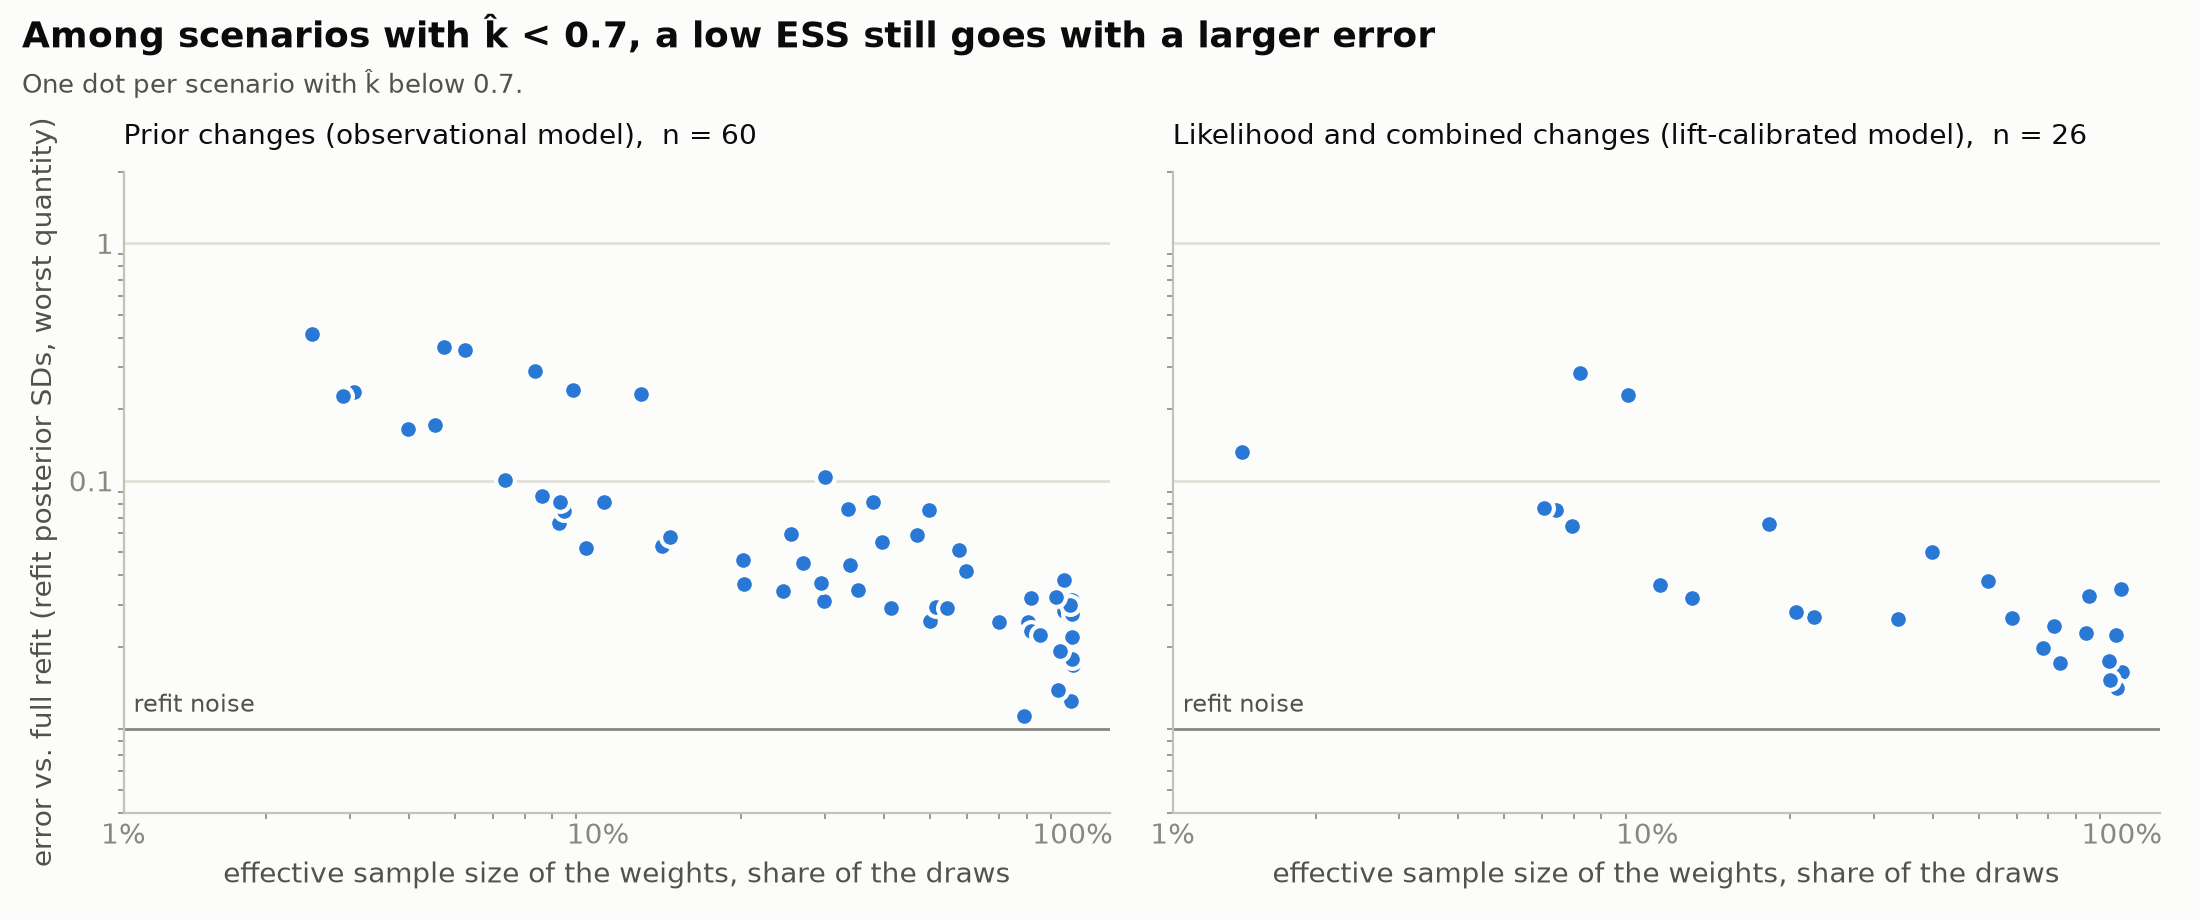 Among scenarios with k̂ < 0.7, a low ESS still goes with a larger error
One dot per scenario with k̂ below 0.7.
error vs. full refit (refit posterior SDs, worst quantity)
Prior changes (observational model),  n = 60
1
0.1
refit noise
1%
10%
100%
effective sample size of the weights, share of the draws
Likelihood and combined changes (lift-calibrated model),  n = 26
refit noise
1%
10%
100%
effective sample size of the weights, share of the draws